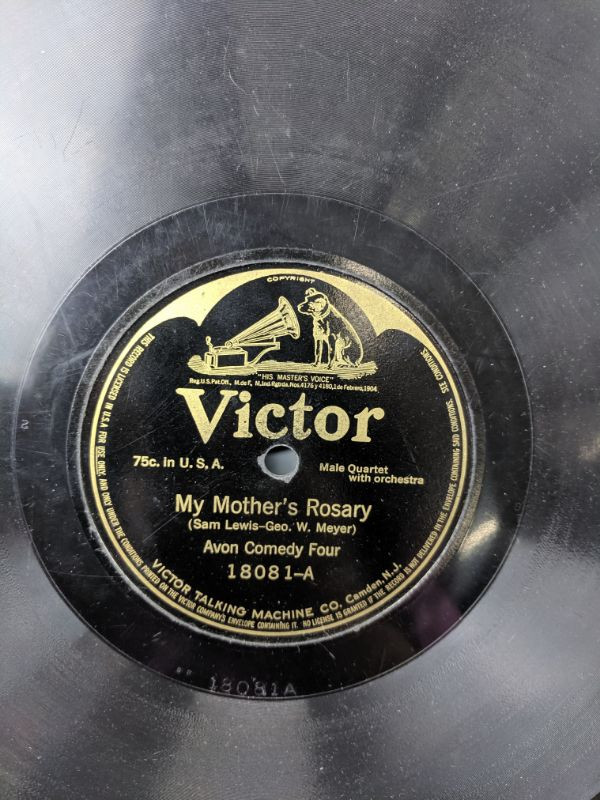 COPYRIGHT
"HIS MASTER'S VOICE"
Reg.U.S.Pat.Off., M.de F., M.Ind.Rgtrda.Nos.4176 y 4180,1 de Febrero,1904
Victor
75c. in U.S.A.
Male Quartet
with orchestra
My Mother's Rosary
(Sam Lewis–Geo. W. Meyer)
Avon Comedy Four
18081–A
VICTOR TALKING MACHINE CO. Camden, N.J.
THIS RECORD IS LICENSED IN U.S.A FOR USE ONLY, AND ONLY UNDER THE CONDITIONS PRINTED ON THE VICTOR COMPANY'S ENVELOPE CONTAINING IT. NO LICENSE IS GRANTED IF THE RECORD IS NOT DELIVERED IN THE ENVELOPE CONTAINING SAID CONDITIONS. SEE CONDITIONS.
2
18081A